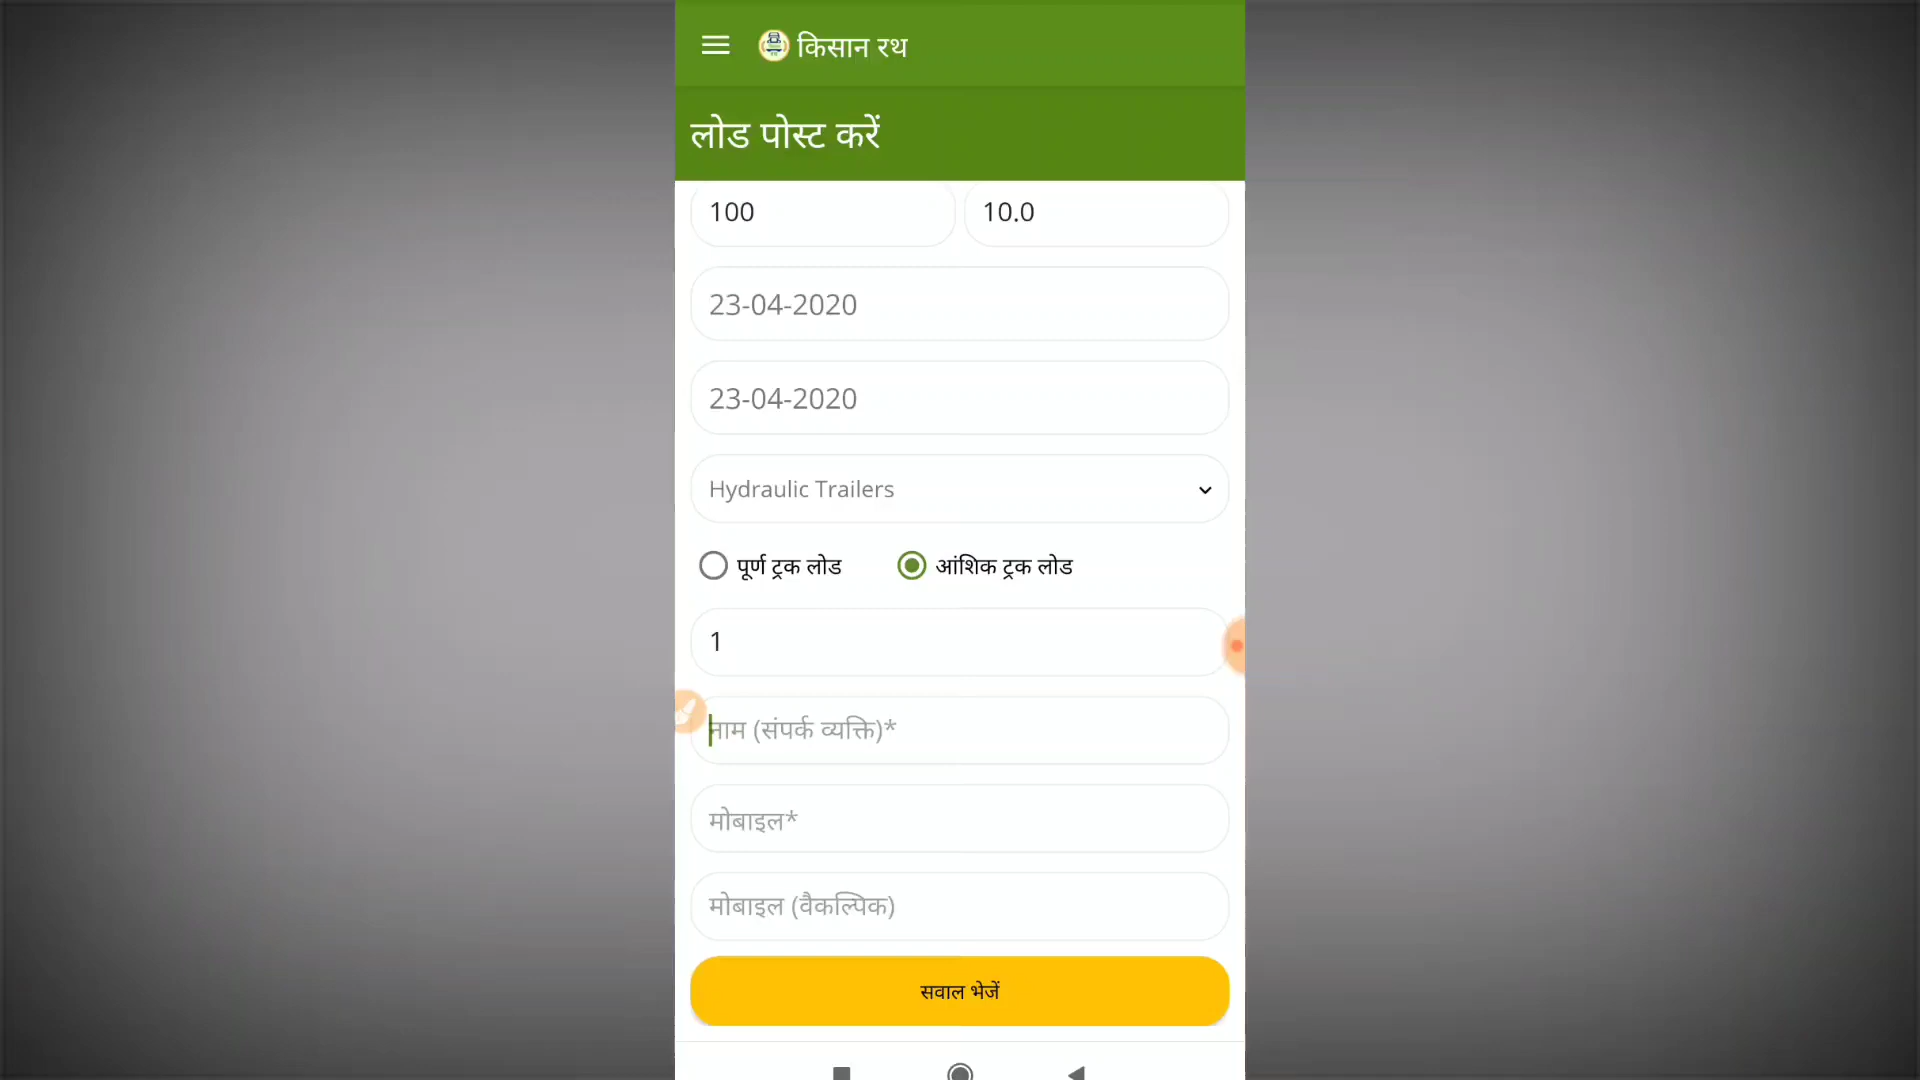 किसान रथ
लोड पोस्ट करें
100 10.0
23-04-2020
23-04-2020
Hydraulic Trailers
पूर्ण ट्रक लोड आंशिक ट्रक लोड
1
नाम (संपर्क व्यक्ति)*
मोबाइल*
मोबाइल (वैकल्पिक)
सवाल भेजें